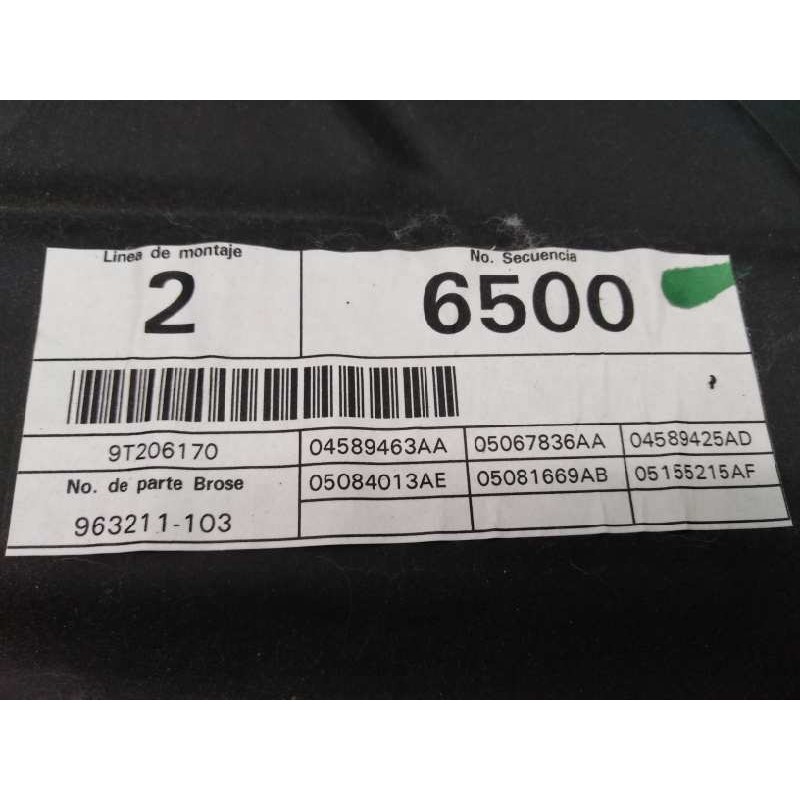 Linea de montaje
2
No. Secuencia
6500
9T206170
04589463AA 05067836AA 04589425AD
No. de parte Brose
05084013AE 05081669AB 05155215AF
963211-103